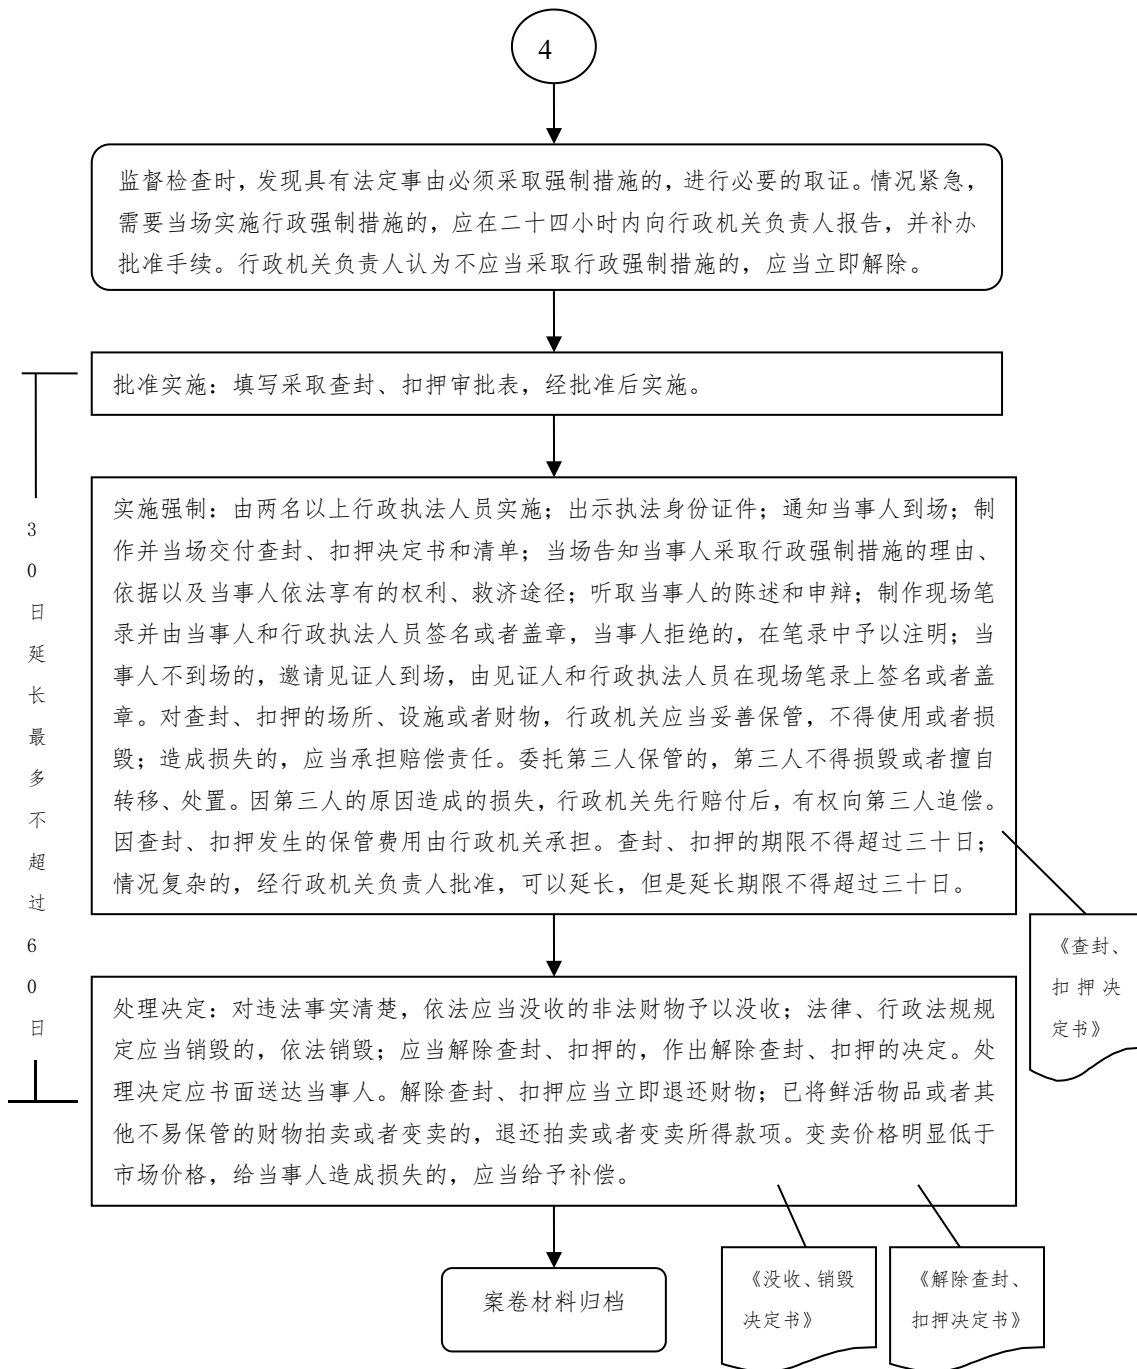 4
监督检查时，发现具有法定事由必须采取强制措施的，进行必要的取证。情况紧急，
需要当场实施行政强制措施的，应在二十四小时内向行政机关负责人报告，并补办
批准手续。行政机关负责人认为不应当采取行政强制措施的，应当立即解除。
批准实施：填写采取查封、扣押审批表，经批准后实施。
实施强制：由两名以上行政执法人员实施；出示执法身份证件；通知当事人到场；制
作并当场交付查封、扣押决定书和清单；当场告知当事人采取行政强制措施的理由、
依据以及当事人依法享有的权利、救济途径；听取当事人的陈述和申辩；制作现场笔
录并由当事人和行政执法人员签名或者盖章，当事人拒绝的，在笔录中予以注明；当
事人不到场的，邀请见证人到场，由见证人和行政执法人员在现场笔录上签名或者盖
章。对查封、扣押的场所、设施或者财物，行政机关应当妥善保管，不得使用或者损
毁；造成损失的，应当承担赔偿责任。委托第三人保管的，第三人不得损毁或者擅自
转移、处置。因第三人的原因造成的损失，行政机关先行赔付后，有权向第三人追偿。
因查封、扣押发生的保管费用由行政机关承担。查封、扣押的期限不得超过三十日；
情况复杂的，经行政机关负责人批准，可以延长，但是延长期限不得超过三十日。
30日延长最多不超过60日
《查封、
扣押决
定书》
处理决定：对违法事实清楚，依法应当没收的非法财物予以没收；法律、行政法规规
定应当销毁的，依法销毁；应当解除查封、扣押的，作出解除查封、扣押的决定。处
理决定应书面送达当事人。解除查封、扣押应当立即退还财物；已将鲜活物品或者其
他不易保管的财物拍卖或者变卖的，退还拍卖或者变卖所得款项。变卖价格明显低于
市场价格，给当事人造成损失的，应当给予补偿。
《没收、销毁
决定书》
《解除查封、
扣押决定书》
案卷材料归档